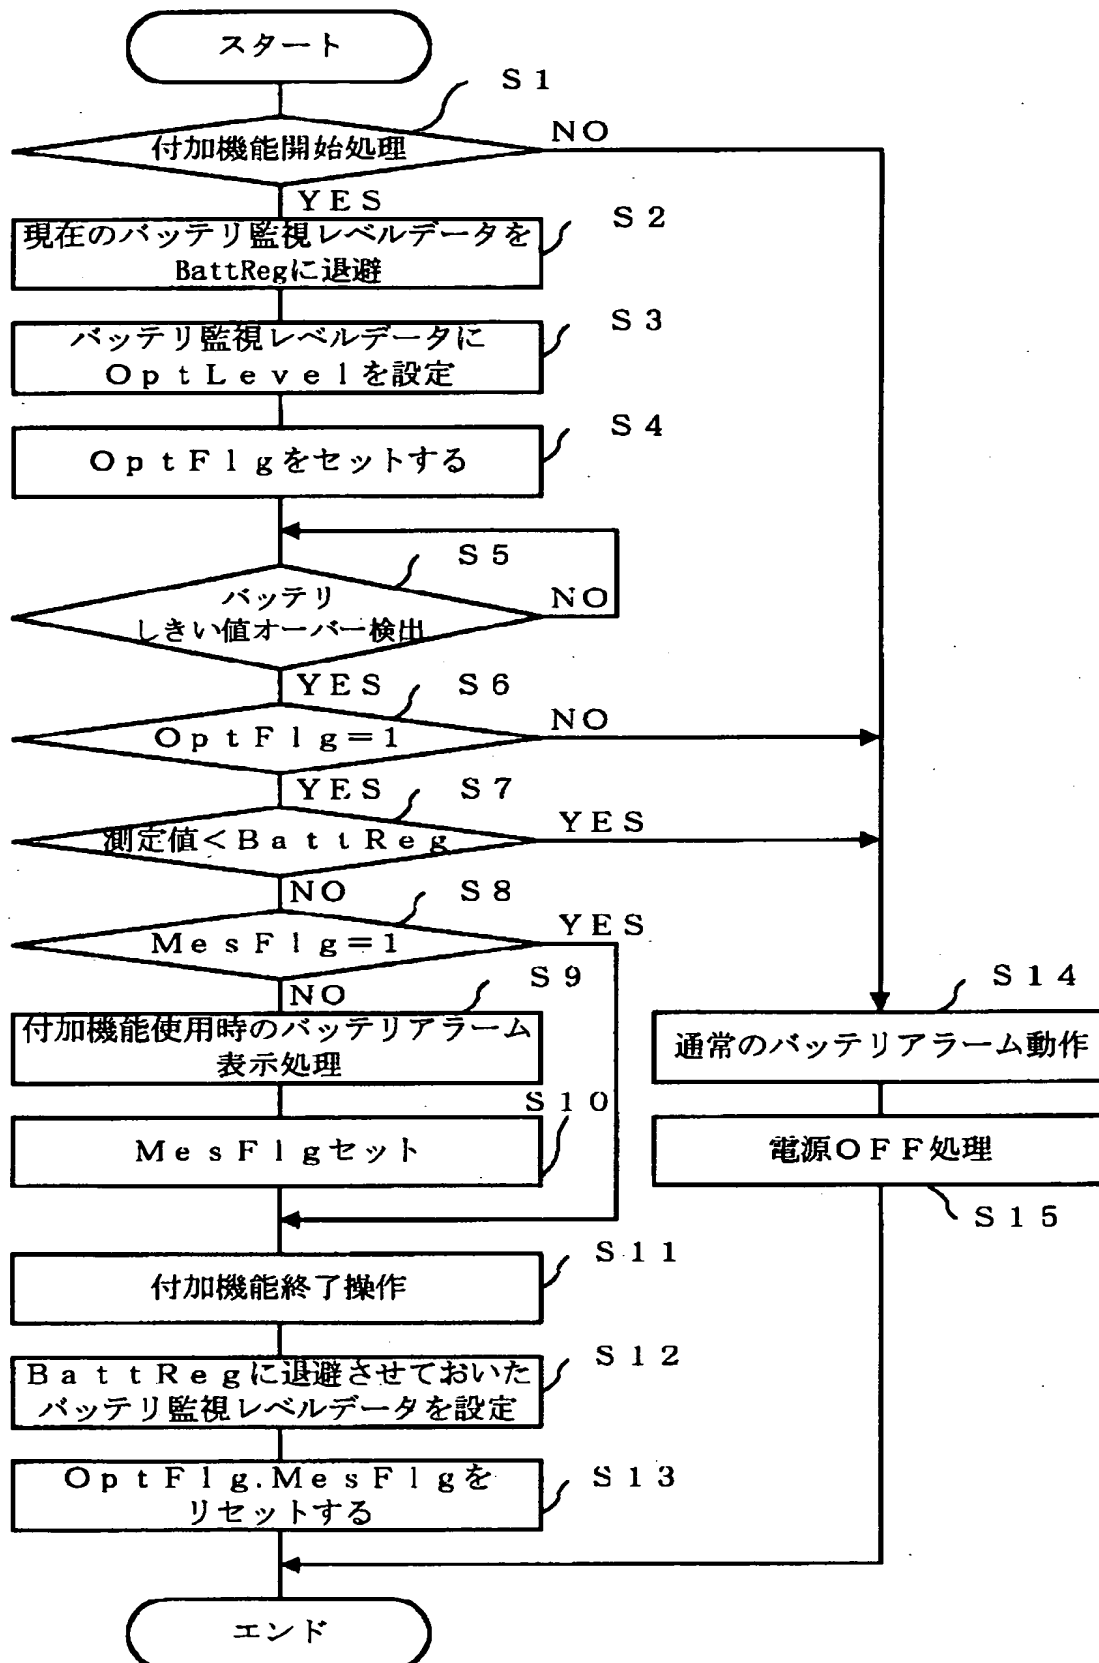 スタート
S1
付加機能開始処理
NO
YES
S2
現在のバッテリ監視レベルデータを
BattRegに退避
S3
バッテリ監視レベルデータに
OptLevelを設定
S4
OptFlgをセットする
S5
バッテリ
しきい値オーバー検出
NO
YES
S6
OptFlg=1
NO
YES
S7
測定値<BattReg
YES
NO
S8
MesFlg=1
YES
NO
S9
付加機能使用時のバッテリアラーム
表示処理
S10
MesFlgセット
S11
付加機能終了操作
S12
BattRegに退避させておいた
バッテリ監視レベルデータを設定
S13
OptFlg.MesFlgを
リセットする
S14
通常のバッテリアラーム動作
電源OFF処理
S15
エンド